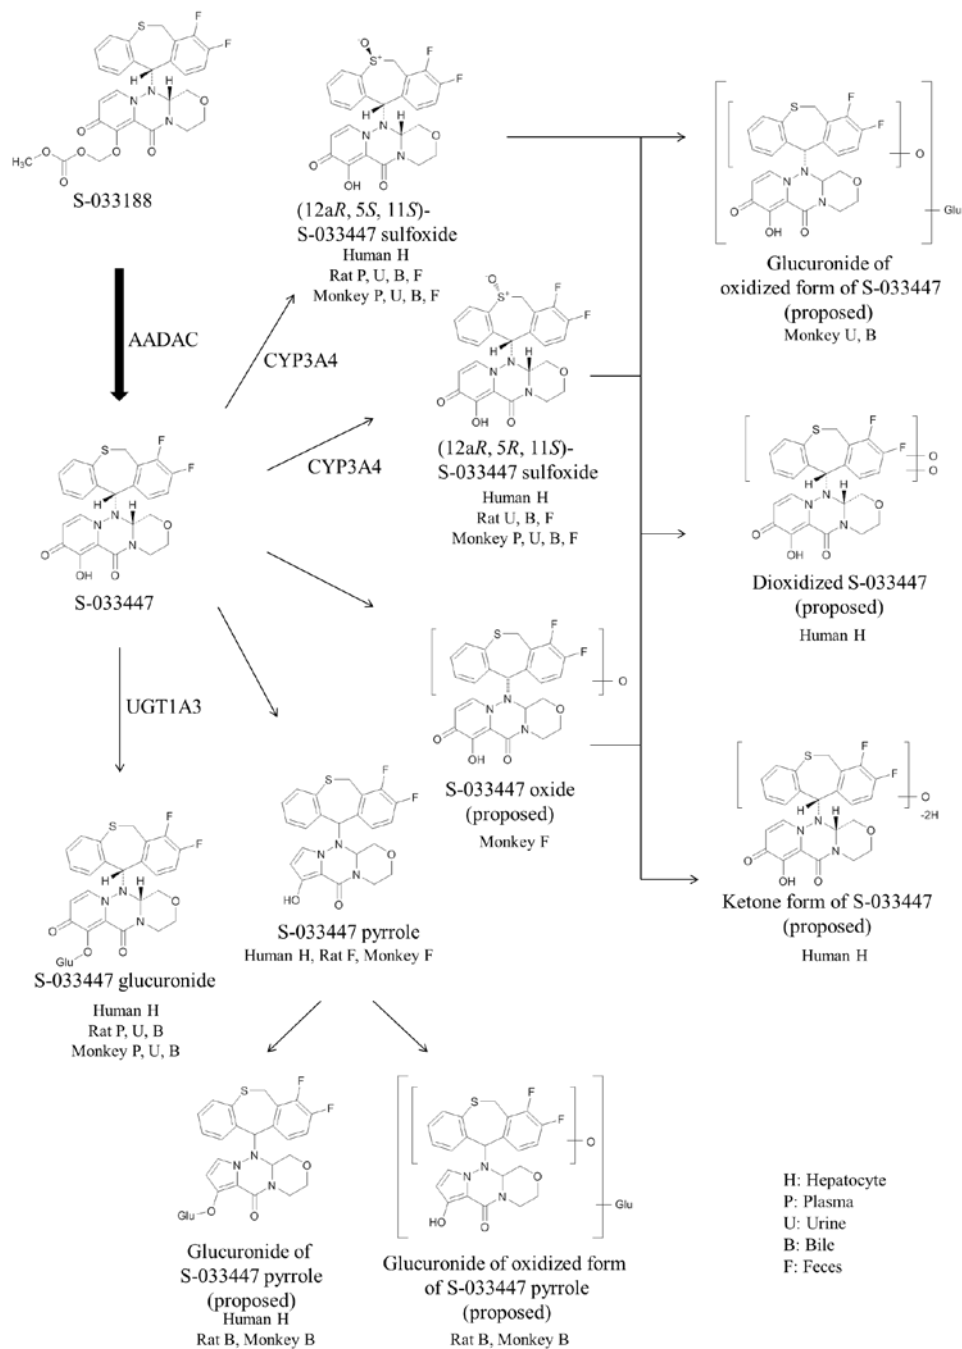 S-033188
AADAC
S-033447
UGT1A3
S-033447 glucuronide
Human H
Rat P, U, B
Monkey P, U, B
(12aR, 5S, 11S)-
S-033447 sulfoxide
Human H
Rat P, U, B, F
Monkey P, U, B, F
CYP3A4
CYP3A4
(12aR, 5R, 11S)-
S-033447 sulfoxide
Human H
Rat U, B, F
Monkey P, U, B, F
S-033447 oxide
(proposed)
Monkey F
S-033447 pyrrole
Human H, Rat F, Monkey F
Glucuronide of
S-033447 pyrrole
(proposed)
Human H
Rat B, Monkey B
Glucuronide of oxidized form
of S-033447 pyrrole
(proposed)
Rat B, Monkey B
Glucuronide of
oxidized form of S-033447
(proposed)
Monkey U, B
Dioxidized S-033447
(proposed)
Human H
Ketone form of S-033447
(proposed)
Human H
H: Hepatocyte
P: Plasma
U: Urine
B: Bile
F: Feces